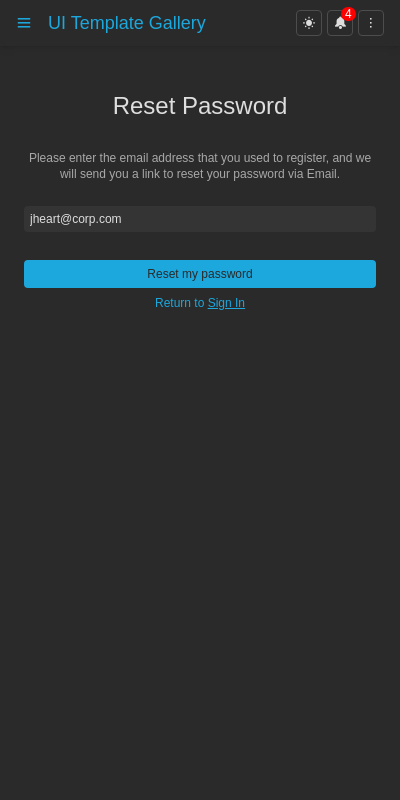 UI Template Gallery
4
Reset Password
Please enter the email address that you used to register, and we
will send you a link to reset your password via Email.
jheart@corp.com
Reset my password
Return to Sign In